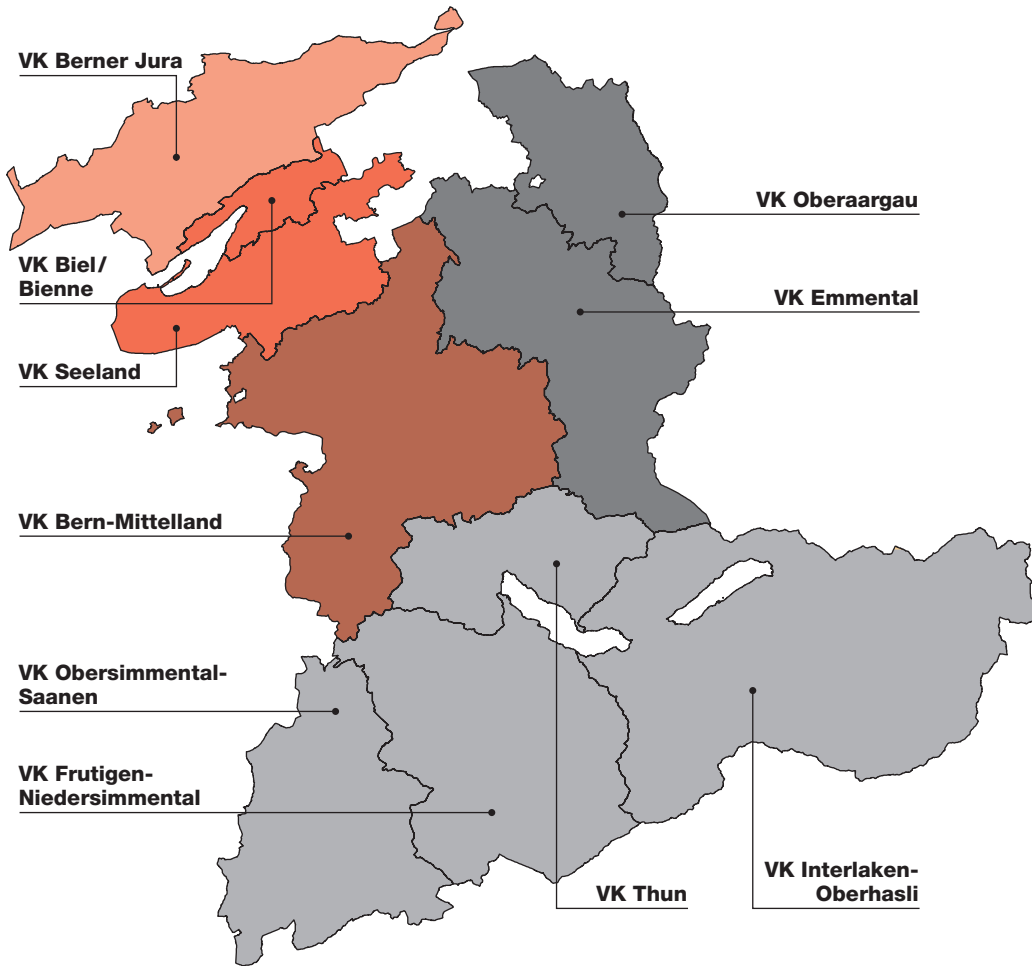 VK Berner Jura
VK Oberaargau
VK Biel/
Bienne
VK Emmental
VK Seeland
VK Bern-Mittelland
VK Obersimmental-
Saanen
VK Frutigen-
Niedersimmental
VK Thun
VK Interlaken-
Oberhasli